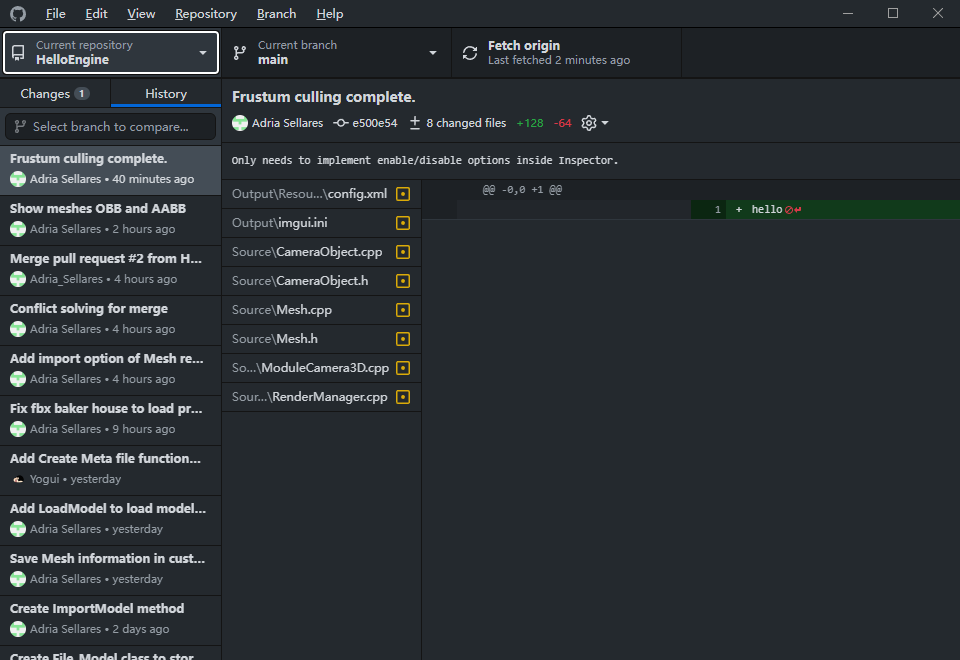 File Edit View Repository Branch Help
Current repository
HelloEngine
Current branch
main
Fetch origin
Last fetched 2 minutes ago
Changes 1
History
Select branch to compare...
Frustum culling complete.
Adria Sellares • 40 minutes ago
Show meshes OBB and AABB
Adria Sellares • 2 hours ago
Merge pull request #2 from H...
Adria_Sellares • 4 hours ago
Conflict solving for merge
Adria Sellares • 4 hours ago
Add import option of Mesh re...
Adria Sellares • 4 hours ago
Fix fbx baker house to load pr...
Adria Sellares • 9 hours ago
Add Create Meta file function...
Yogui • yesterday
Add LoadModel to load model...
Adria Sellares • yesterday
Save Mesh information in cust...
Adria Sellares • yesterday
Create ImportModel method
Adria Sellares • 2 days ago
Create File Model class to stor
Frustum culling complete.
Adria Sellares e500e54 8 changed files +128 -64
Only needs to implement enable/disable options inside Inspector.
Output\Resou...\config.xml
Output\imgui.ini
Source\CameraObject.cpp
Source\CameraObject.h
Source\Mesh.cpp
Source\Mesh.h
So...\ModuleCamera3D.cpp
Sour...\RenderManager.cpp
@@ -0,0 +1 @@
1 + hello